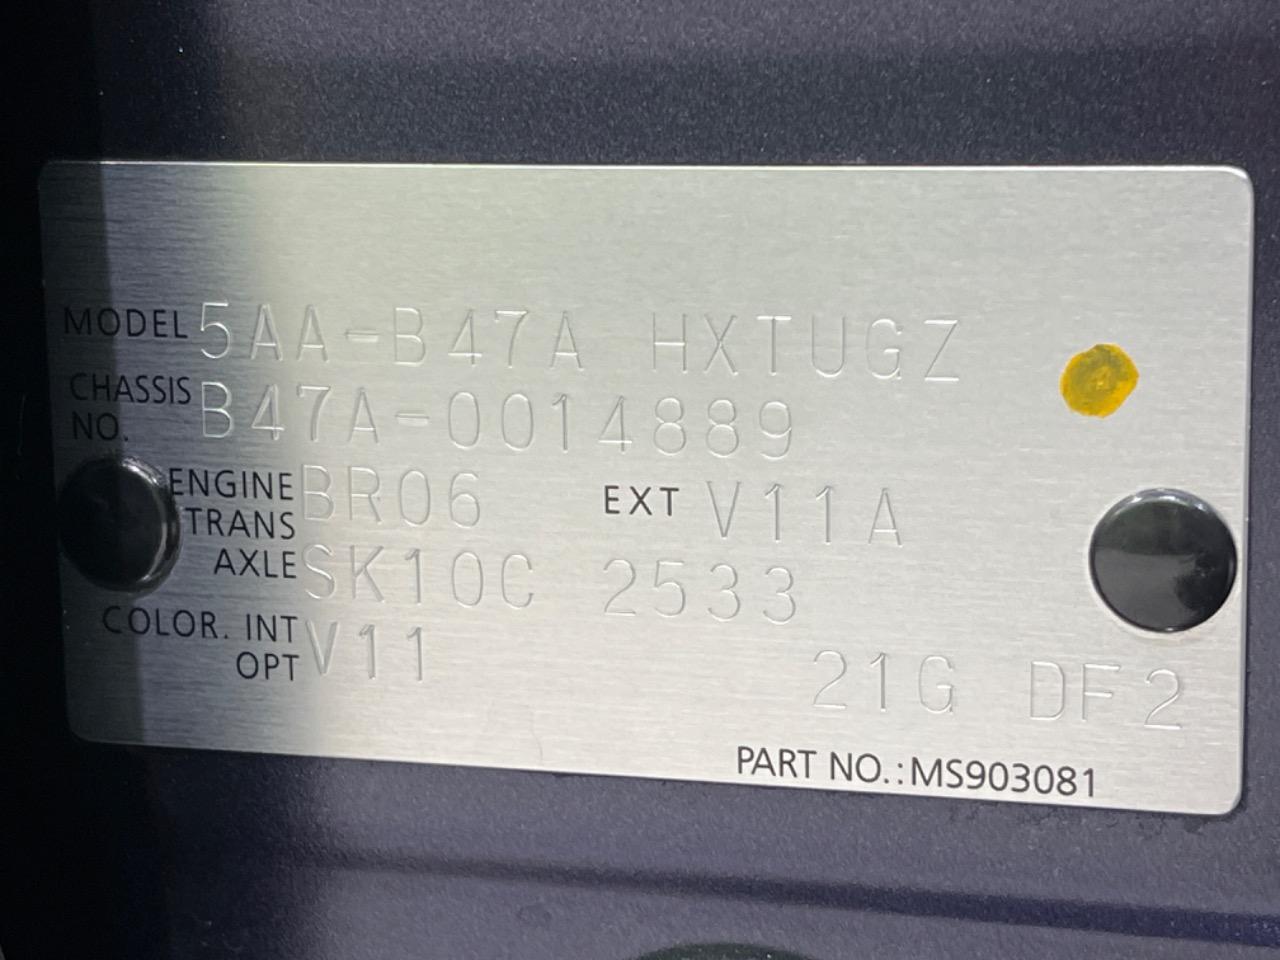 MODEL 5AA-B47A HXTUGZ
CHASSIS NO. B47A-0014889
ENGINE BR06 EXT V11A
TRANS AXLE SK10C 2533
COLOR. INT OPT V11
21G DF2
PART NO.:MS903081